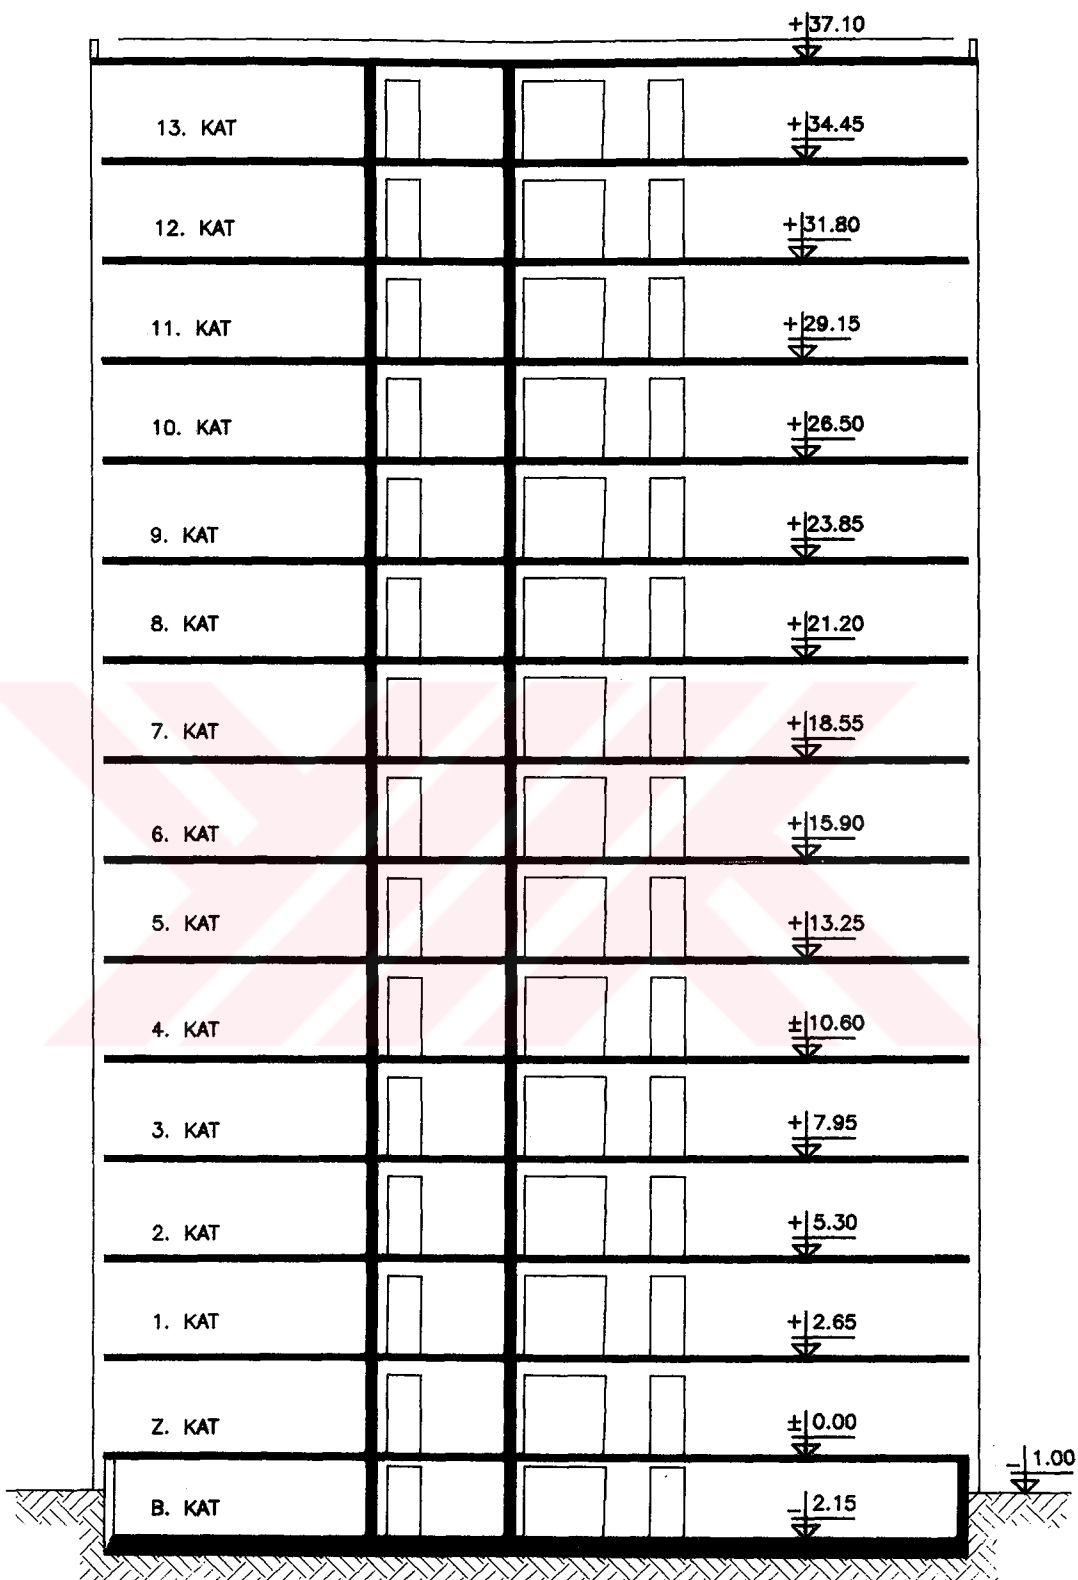 +37.10
13. KAT +34.45
12. KAT +31.80
11. KAT +29.15
10. KAT +26.50
9. KAT +23.85
8. KAT +21.20
7. KAT +18.55
6. KAT +15.90
5. KAT +13.25
4. KAT ±10.60
3. KAT +7.95
2. KAT +5.30
1. KAT +2.65
Z. KAT ±0.00
-1.00
B. KAT -2.15